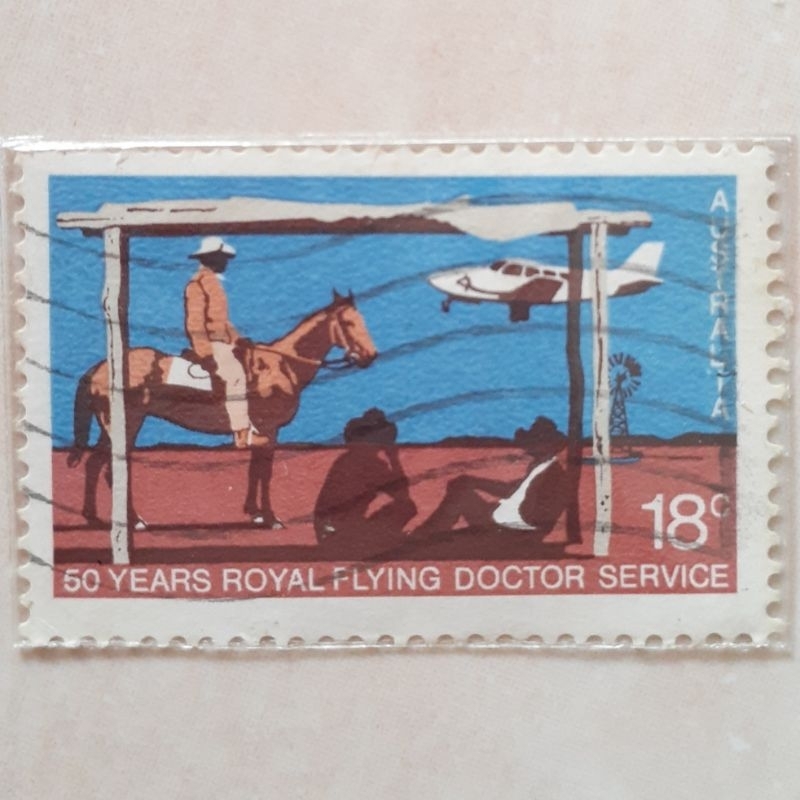 AUSTRALIA
18c
50 YEARS ROYAL FLYING DOCTOR SERVICE